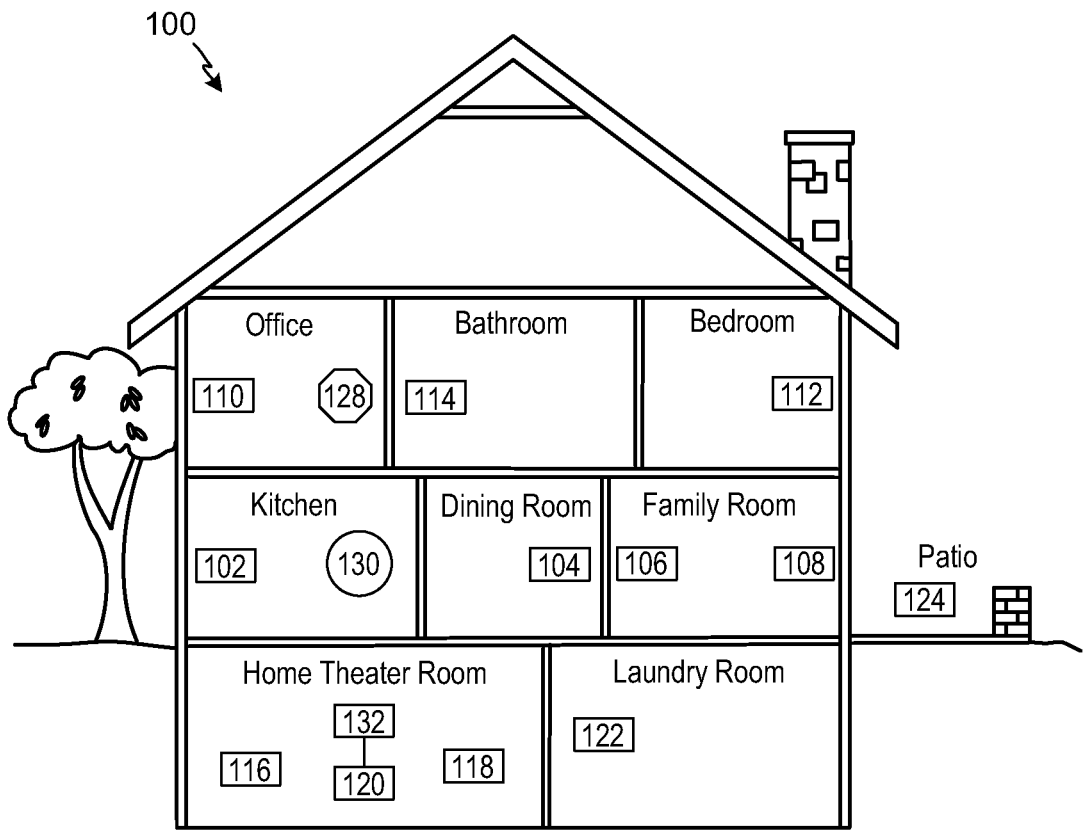 100
Office
Bathroom
Bedroom
110
128
114
112
Kitchen
Dining Room
Family Room
102
130
104
106
108
Patio
124
Home Theater Room
Laundry Room
132
122
116
120
118